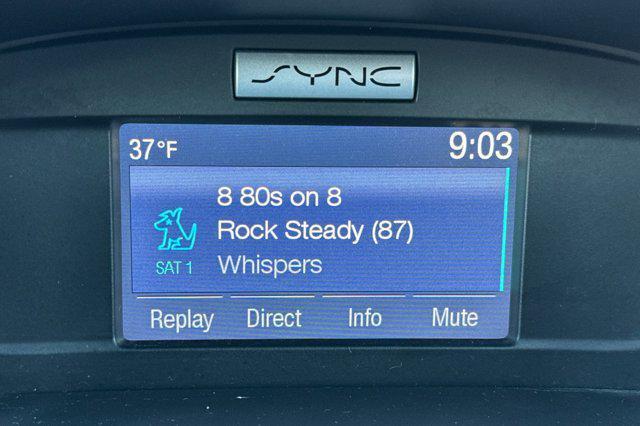 SYNC
37°F 9:03
8 80s on 8
Rock Steady (87)
SAT 1 Whispers
Replay Direct Info Mute